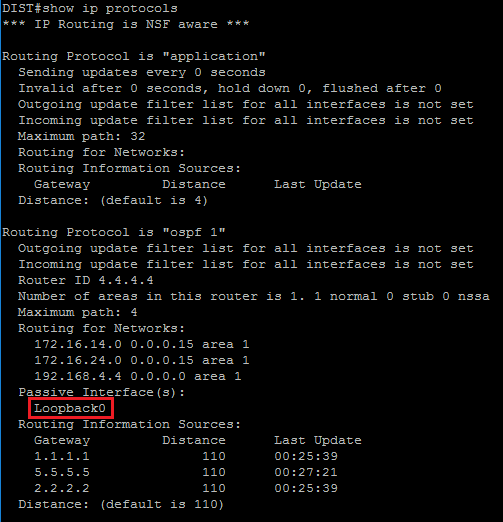 DIST#show ip protocols
*** IP Routing is NSF aware ***
Routing Protocol is "application"
Sending updates every 0 seconds
Invalid after 0 seconds, hold down 0, flushed after 0
Outgoing update filter list for all interfaces is not set
Incoming update filter list for all interfaces is not set
Maximum path: 32
Routing for Networks:
Routing Information Sources:
Gateway Distance Last Update
Distance: (default is 4)
Routing Protocol is "ospf 1"
Outgoing update filter list for all interfaces is not set
Incoming update filter list for all interfaces is not set
Router ID 4.4.4.4
Number of areas in this router is 1. 1 normal 0 stub 0 nssa
Maximum path: 4
Routing for Networks:
172.16.14.0 0.0.0.15 area 1
172.16.24.0 0.0.0.15 area 1
192.168.4.4 0.0.0.0 area 1
Passive Interface(s):
Loopback0
Routing Information Sources:
Gateway Distance Last Update
1.1.1.1 110 00:25:39
5.5.5.5 110 00:27:21
2.2.2.2 110 00:25:39
Distance: (default is 110)